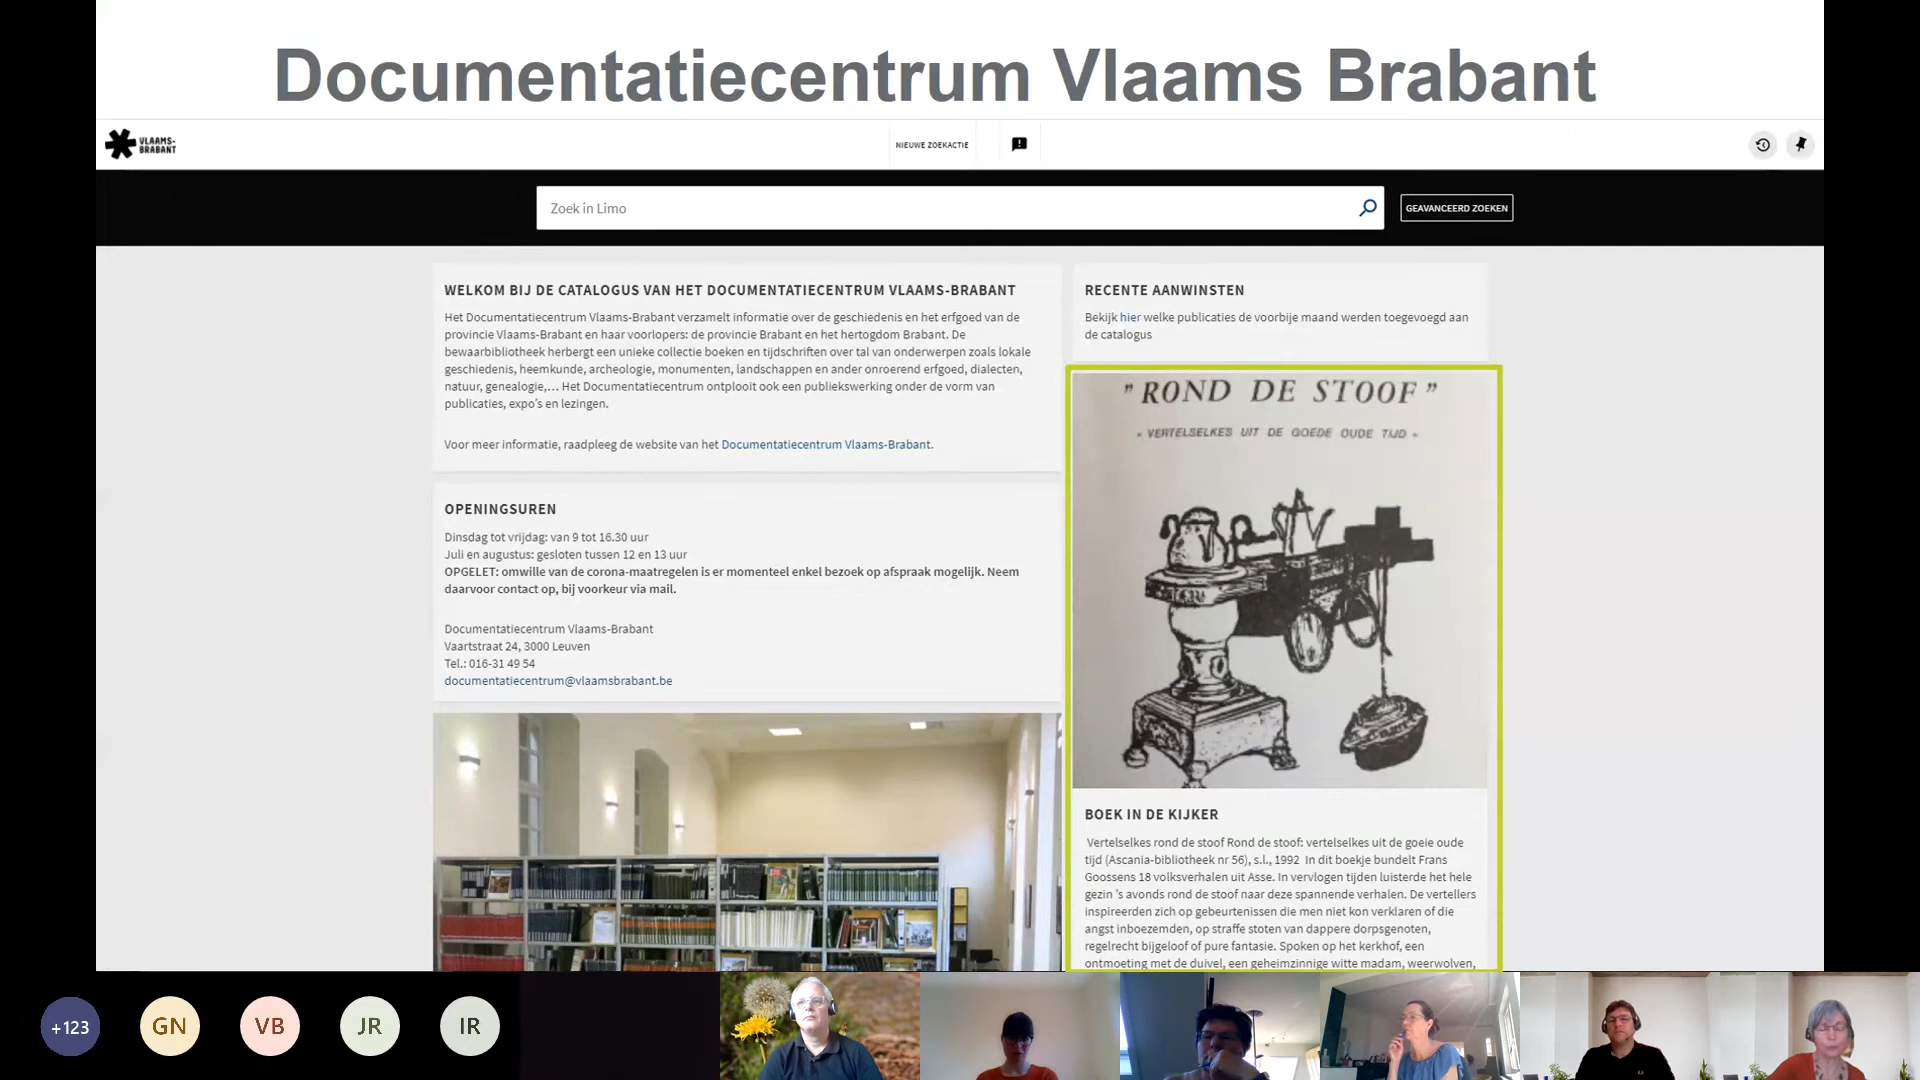 Documentatiecentrum Vlaams Brabant
VLAAMS-
BRABANT
NIEUWE ZOEKACTIE
Zoek in Limo
GEAVANCEERD ZOEKEN
WELKOM BIJ DE CATALOGUS VAN HET DOCUMENTATIECENTRUM VLAAMS-BRABANT
Het Documentatiecentrum Vlaams-Brabant verzamelt informatie over de geschiedenis en het erfgoed van de
provincie Vlaams-Brabant en haar voorlopers: de provincie Brabant en het hertogdom Brabant. De
bewaarbibliotheek herbergt een unieke collectie boeken en tijdschriften over tal van onderwerpen zoals lokale
geschiedenis, heemkunde, archeologie, monumenten, landschappen en ander onroerend erfgoed, dialecten,
natuur, genealogie,... Het Documentatiecentrum ontplooit ook een publiekswerking onder de vorm van
publicaties, expo's en lezingen.
Voor meer informatie, raadpleeg de website van het Documentatiecentrum Vlaams-Brabant.
OPENINGSUREN
Dinsdag tot vrijdag: van 9 tot 16.30 uur
Juli en augustus: gesloten tussen 12 en 13 uur
OPGELET: omwille van de corona-maatregelen is er momenteel enkel bezoek op afspraak mogelijk. Neem
daarvoor contact op, bij voorkeur via mail.
Documentatiecentrum Vlaams-Brabant
Vaartstraat 24, 3000 Leuven
Tel.: 016-31 49 54
documentatiecentrum@vlaamsbrabant.be
RECENTE AANWINSTEN
Bekijk hier welke publicaties de voorbije maand werden toegevoegd aan
de catalogus
"ROND DE STOOF"
« VERTELSELKES UIT DE GOEDE OUDE TIJD »
BOEK IN DE KIJKER
Vertelselkes rond de stoof Rond de stoof: vertelselkes uit de goeie oude
tijd (Ascania-bibliotheek nr 56), s.l., 1992 In dit boekje bundelt Frans
Goossens 18 volksverhalen uit Asse. In vervlogen tijden luisterde het hele
gezin 's avonds rond de stoof naar deze spannende verhalen. De vertellers
inspireerden zich op gebeurtenissen die men niet kon verklaren of die
angst inboezemden, op straffe stoten van dappere dorpsgenoten,
regelrecht bijgeloof of pure fantasie. Spoken op het kerkhof, een
ontmoeting met de duivel, een geheimzinnige witte madam, weerwolven,
+123
GN
VB
JR
IR